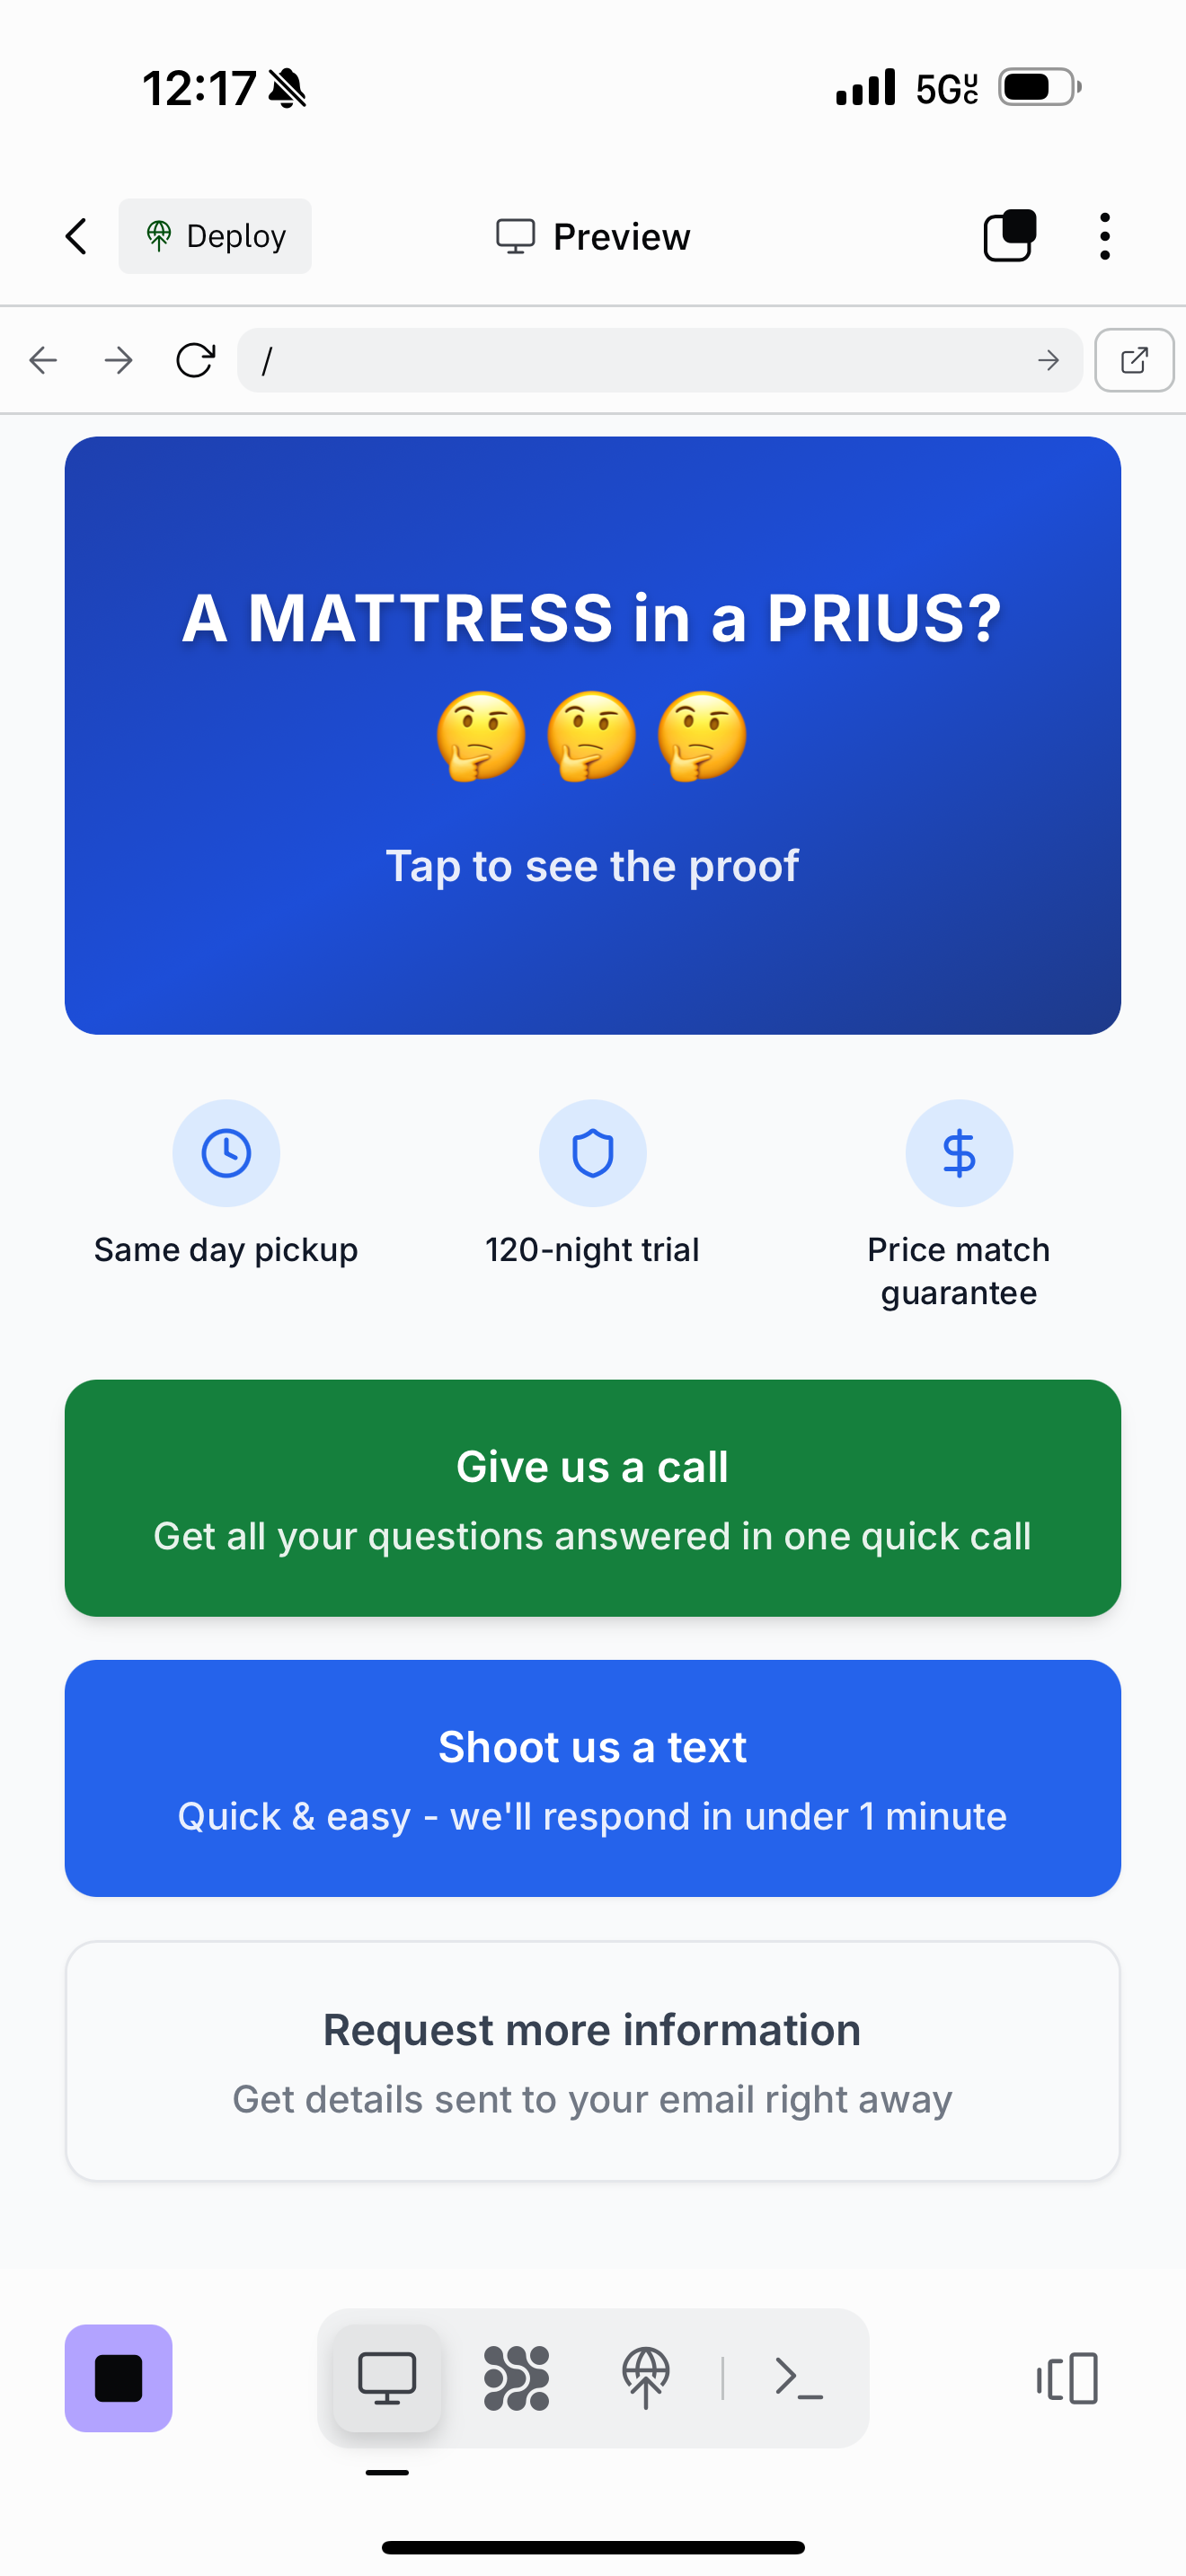 12:17
5G UC
Deploy
Preview
/
A MATTRESS in a PRIUS?
🤔🤔🤔
Tap to see the proof
Same day pickup
120-night trial
Price match
guarantee
Give us a call
Get all your questions answered in one quick call
Shoot us a text
Quick & easy - we'll respond in under 1 minute
Request more information
Get details sent to your email right away